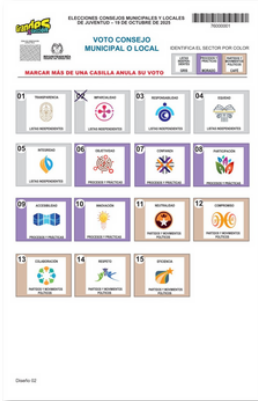 ELECCIONES CONSEJOS MUNICIPALES Y LOCALES
DE JUVENTUD – 19 DE OCTUBRE DE 2025
VOTO CONSEJO
MUNICIPAL O LOCAL
IDENTIFICA EL SECTOR POR COLOR
MARCAR MÁS DE UNA CASILLA ANULA SU VOTO
01 TRANSPARENCIA
LISTAS INDEPENDIENTES
02 IMPARCIALIDAD
LISTAS INDEPENDIENTES
03 RESPONSABILIDAD
LISTAS INDEPENDIENTES
04 EQUIDAD
LISTAS INDEPENDIENTES
05 INTEGRIDAD
LISTAS INDEPENDIENTES
06 OBJETIVIDAD
PROCESOS Y PRÁCTICAS
07 CONFIANZA
PROCESOS Y PRÁCTICAS
08 PARTICIPACIÓN
PROCESOS Y PRÁCTICAS
09 ACCESIBILIDAD
PROCESOS Y PRÁCTICAS
10 INNOVACIÓN
PROCESOS Y PRÁCTICAS
11 NEUTRALIDAD
PARTIDOS Y MOVIMIENTOS
POLÍTICOS
12 COMPROMISO
PARTIDOS Y MOVIMIENTOS
POLÍTICOS
13 COLABORACIÓN
PARTIDOS Y MOVIMIENTOS
POLÍTICOS
14 RESPETO
PARTIDOS Y MOVIMIENTOS
POLÍTICOS
15 EFICIENCIA
PARTIDOS Y MOVIMIENTOS
POLÍTICOS
Diseño 02